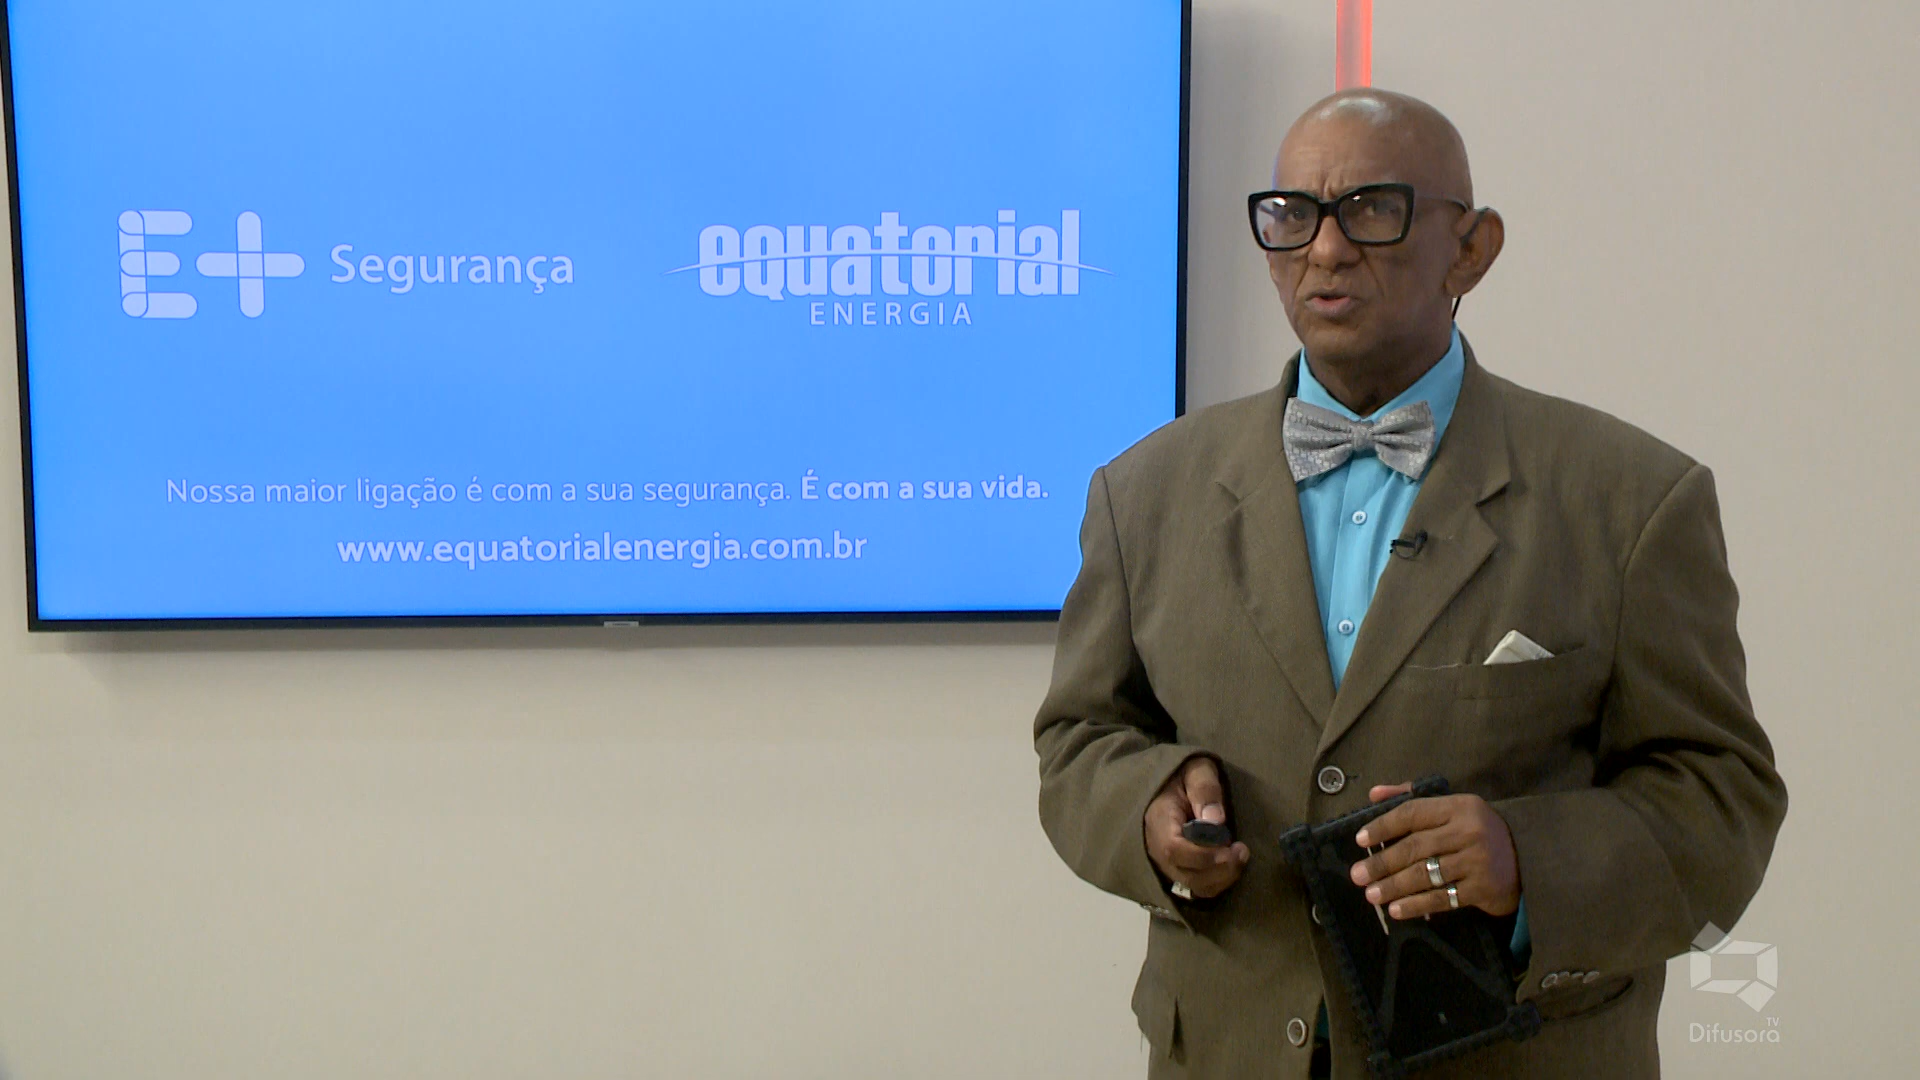 E+ Segurança
equatorial
ENERGIA
Nossa maior ligação é com a sua segurança. É com a sua vida.
www.equatorialenergia.com.br
TV
Difusora